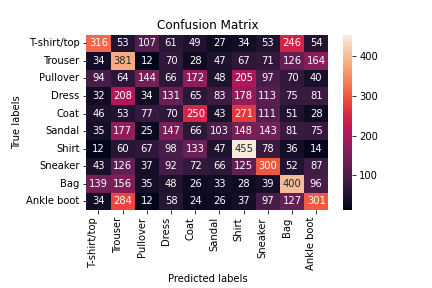 Confusion Matrix
T-shirt/top 316 53 107 61 49 27 34 53 246 54
Trouser 34 381 12 70 28 47 67 71 126 164
Pullover 94 64 144 66 172 48 205 97 70 40
Dress 32 208 34 131 65 83 178 113 75 81
Coat 46 53 77 70 250 43 271 111 51 28
Sandal 35 177 25 147 66 103 148 143 81 75
Shirt 12 60 67 98 133 47 455 78 36 14
Sneaker 43 126 37 92 72 66 125 300 52 87
Bag 139 156 35 48 26 33 28 39 400 96
Ankle boot 34 284 12 58 24 26 37 97 127 301
T-shirt/top Trouser Pullover Dress Coat Sandal Shirt Sneaker Bag Ankle boot
Predicted labels
True labels
400
300
200
100